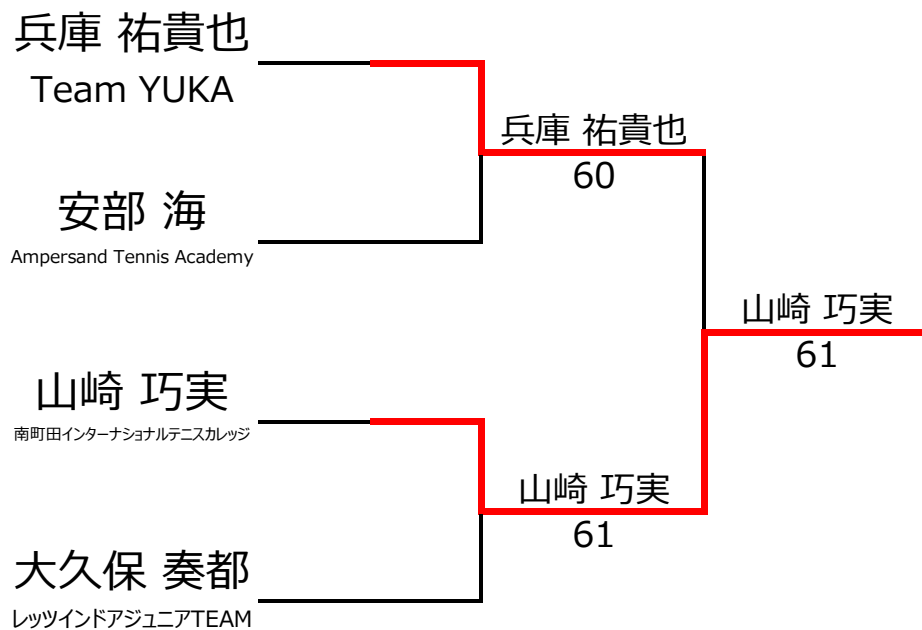 兵庫 祐貴也
Team YUKA
兵庫 祐貴也
60
安部 海
Ampersand Tennis Academy
山崎 巧実
61
山崎 巧実
南町田インターナショナルテニスカレッジ
山崎 巧実
61
大久保 奏都
レッツインドアジュニアTEAM